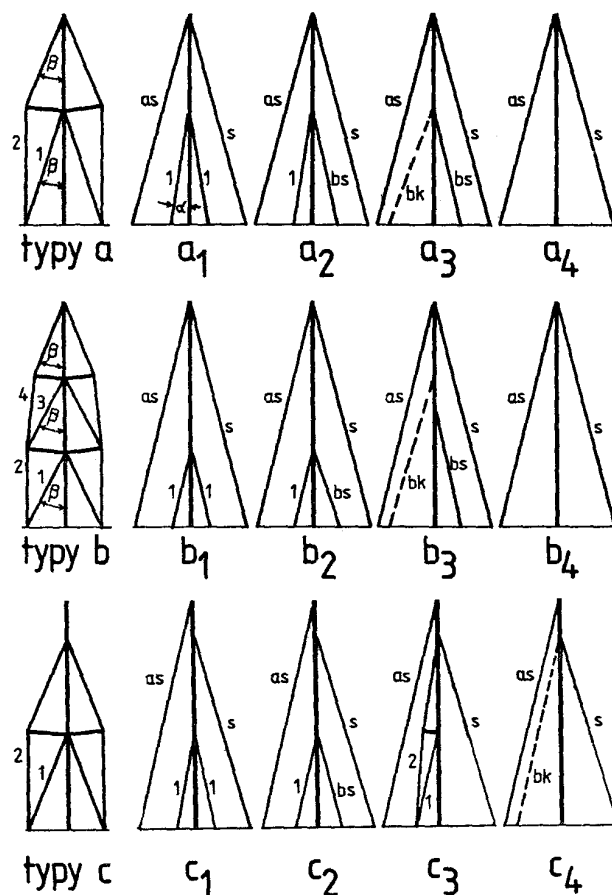 β 2 1 β as 1 α 1 s as 1 bs s as bk bs s as s
typy a a1 a2 a3 a4
β 4 3 β 2 1 β as 1 1 s as 1 bs s as bk bs s as s
typy b b1 b2 b3 b4
2 1 as 1 1 s as 1 bs s as 2 1 s as bk s
typy c c1 c2 c3 c4